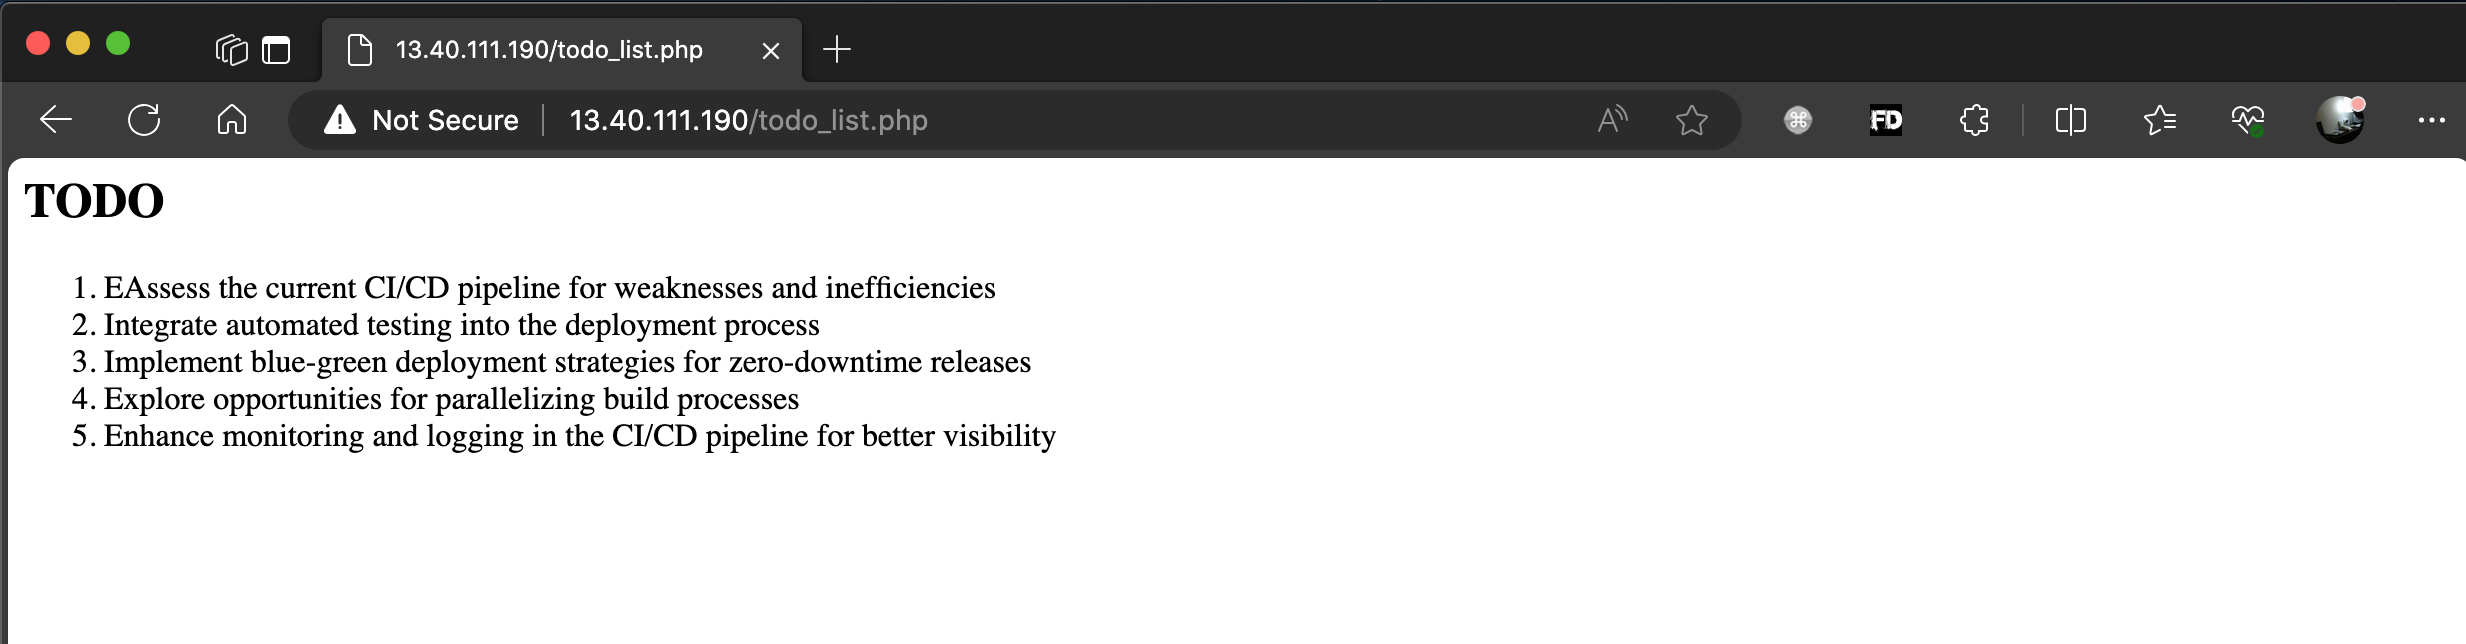 13.40.111.190/todo_list.php
Not Secure 13.40.111.190/todo_list.php
FD
TODO
1. EAssess the current CI/CD pipeline for weaknesses and inefficiencies
2. Integrate automated testing into the deployment process
3. Implement blue-green deployment strategies for zero-downtime releases
4. Explore opportunities for parallelizing build processes
5. Enhance monitoring and logging in the CI/CD pipeline for better visibility